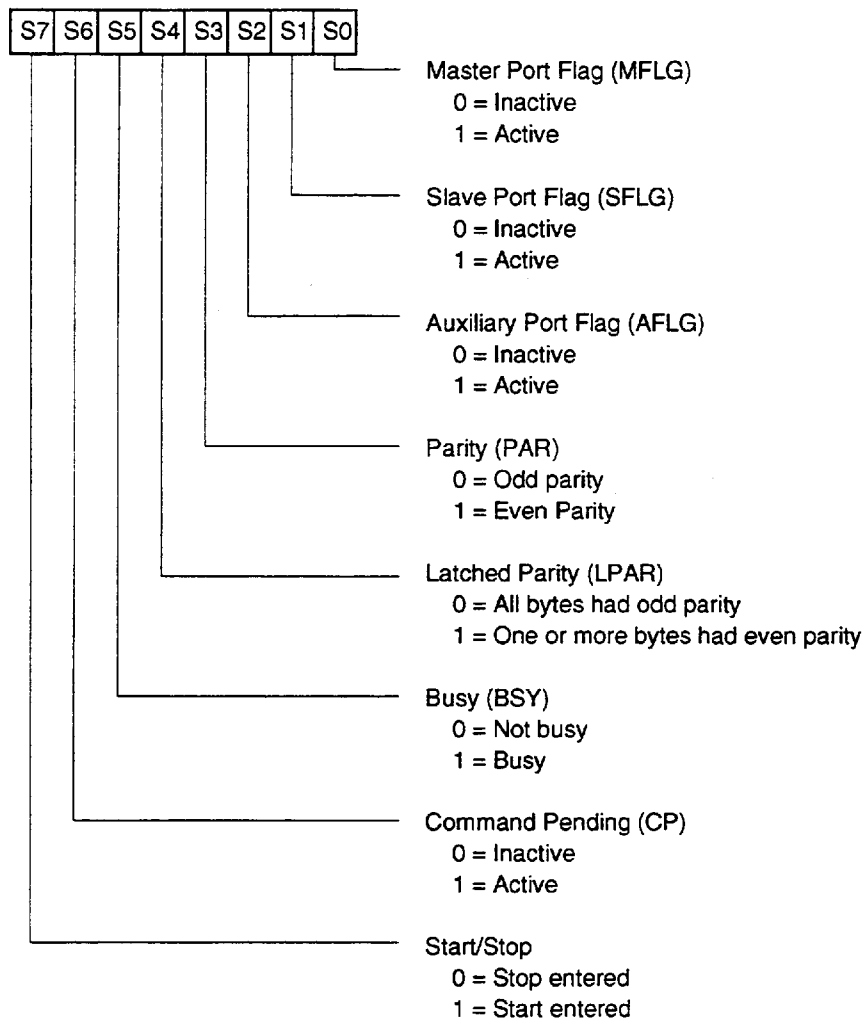 S7 S6 S5 S4 S3 S2 S1 S0
Master Port Flag (MFLG)
0 = Inactive
1 = Active
Slave Port Flag (SFLG)
0 = Inactive
1 = Active
Auxiliary Port Flag (AFLG)
0 = Inactive
1 = Active
Parity (PAR)
0 = Odd parity
1 = Even Parity
Latched Parity (LPAR)
0 = All bytes had odd parity
1 = One or more bytes had even parity
Busy (BSY)
0 = Not busy
1 = Busy
Command Pending (CP)
0 = Inactive
1 = Active
Start/Stop
0 = Stop entered
1 = Start entered